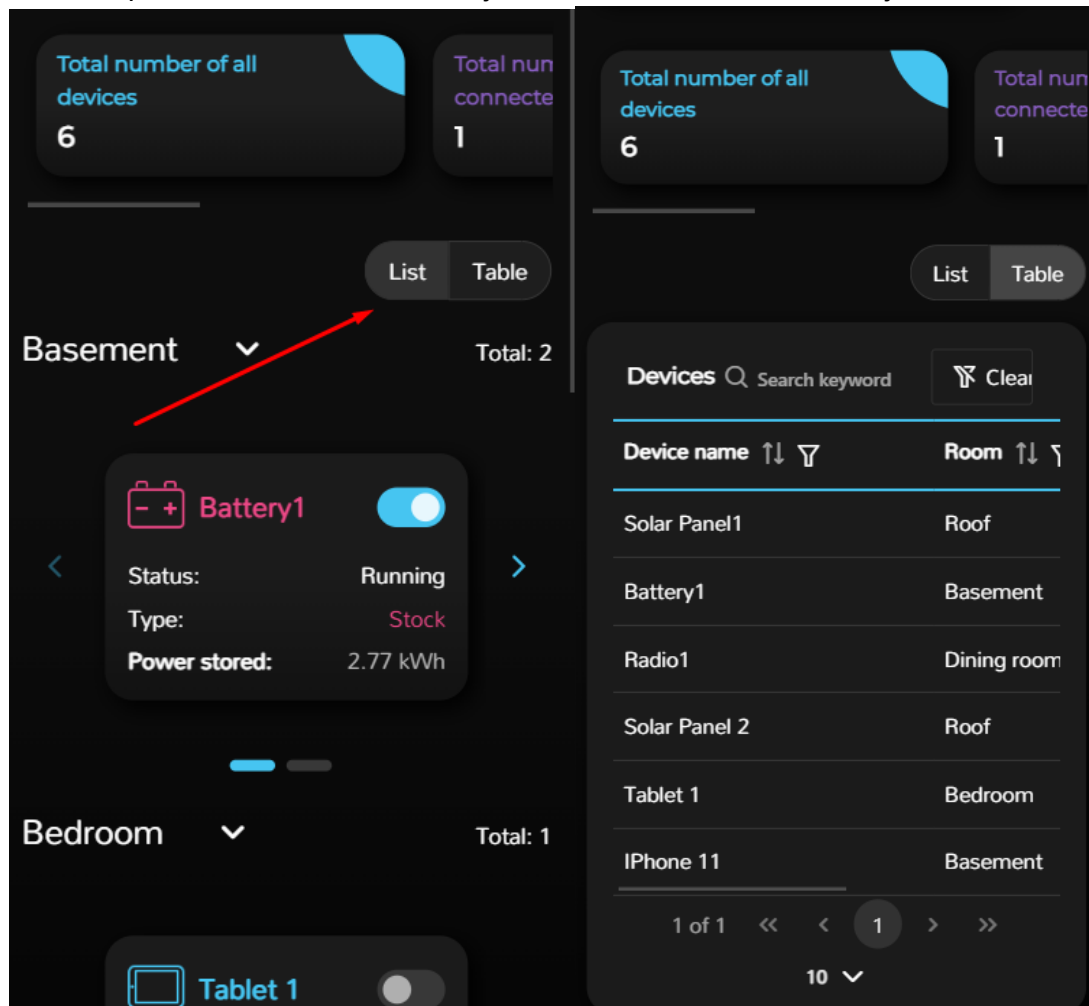 Total number of all
devices
6
Total num
connecte
1
List Table
Basement
Total: 2
- + Battery1
Status: Running
Type: Stock
Power stored: 2.77 kWh
Bedroom
Total: 1
Tablet 1
Total number of all
devices
6
Total num
connecte
1
List Table
Devices Search keyword Clear
Device name Room
Solar Panel1 Roof
Battery1 Basement
Radio1 Dining room
Solar Panel 2 Roof
Tablet 1 Bedroom
IPhone 11 Basement
1 of 1 << < 1 > >>
10